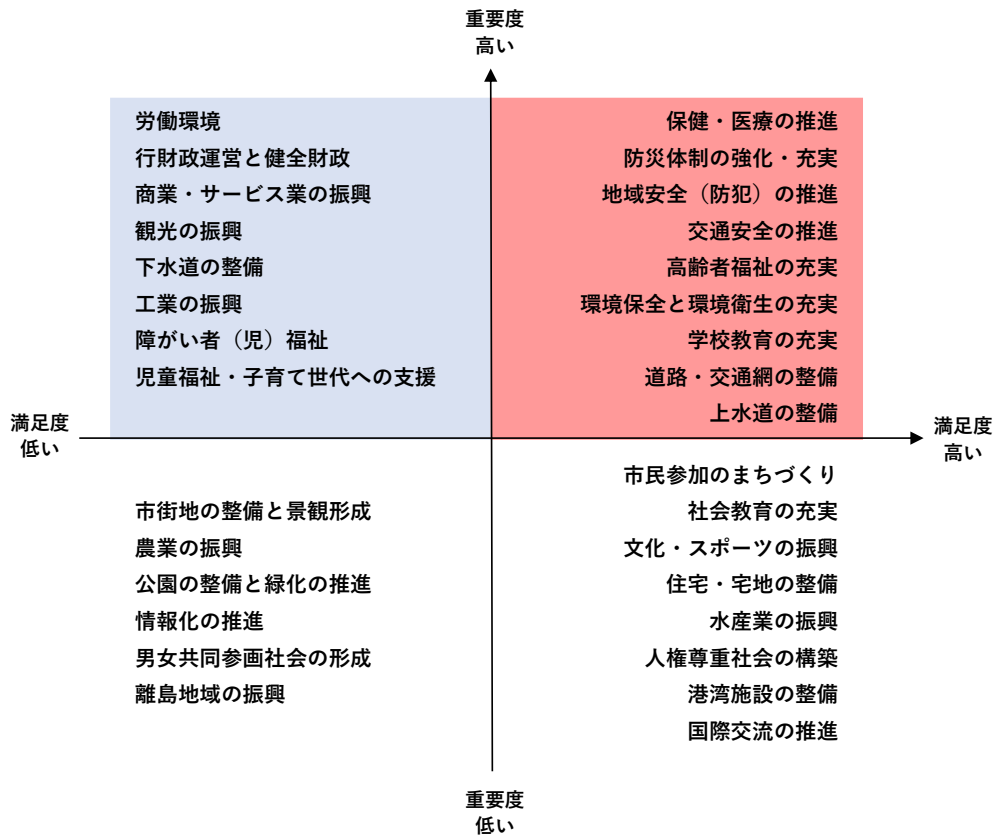 重要度
高い
労働環境
行財政運営と健全財政
商業・サービス業の振興
観光の振興
下水道の整備
工業の振興
障がい者（児）福祉
児童福祉・子育て世代への支援
保健・医療の推進
防災体制の強化・充実
地域安全（防犯）の推進
交通安全の推進
高齢者福祉の充実
環境保全と環境衛生の充実
学校教育の充実
道路・交通網の整備
上水道の整備
満足度
低い
満足度
高い
市街地の整備と景観形成
農業の振興
公園の整備と緑化の推進
情報化の推進
男女共同参画社会の形成
離島地域の振興
市民参加のまちづくり
社会教育の充実
文化・スポーツの振興
住宅・宅地の整備
水産業の振興
人権尊重社会の構築
港湾施設の整備
国際交流の推進
重要度
低い